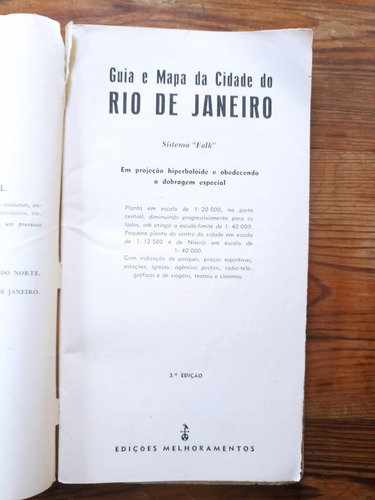 Guia e Mapa da Cidade do
RIO DE JANEIRO
Sistema "Falk"
Em projeção hiperbolóide e obedecendo
a dobragem especial
Planta em escala de 1: 20 000, na parte
central, diminuindo progressivamente para os
lados, até atingir a escala-limite de 1: 40 000.
Pequena planta do centro da cidade em escala
de 1: 12 500 e de Niterói em escala de
1: 40 000.
Com indicação de parques, praças esportivas,
estações, igrejas, agências postais, rádio-tele-
gráficas e de viagens, teatros e cinemas.
3.ª EDIÇÃO
EDIÇÕES MELHORAMENTOS
L
costumes,
etc.
um precioso
DO NORTE,
DE JANEIRO.